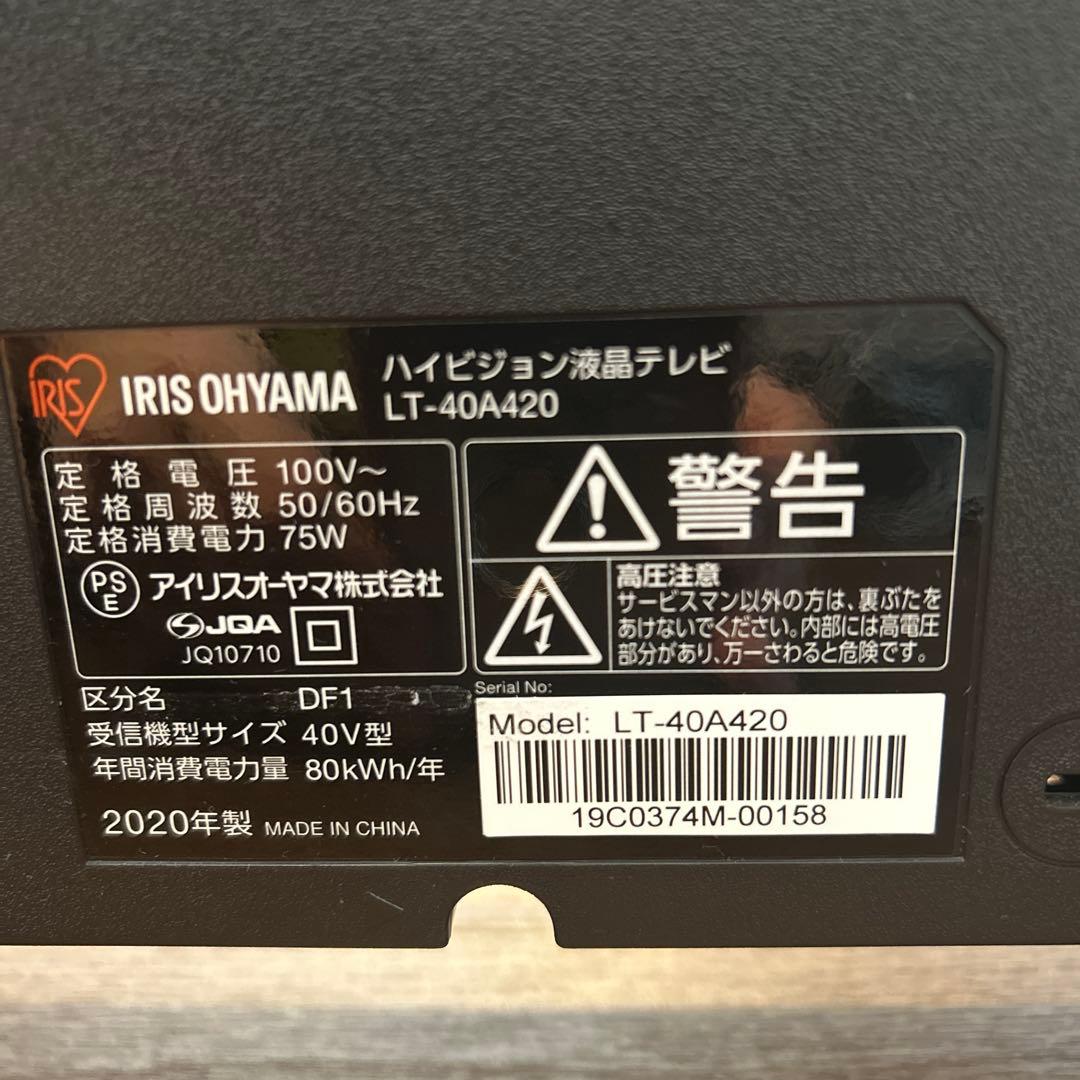 IRIS
IRIS OHYAMA
ハイビジョン液晶テレビ
LT-40A420
定格電圧 100V～
定格周波数 50/60Hz
定格消費電力 75W
PSE
アイリスオーヤマ株式会社
JQA
JQ10710
警告
高圧注意
サービスマン以外の方は、裏ぶたを
あけないでください。内部には高電圧
部分があり、万一さわると危険です。
区分名 DF1
受信機型サイズ 40V型
年間消費電力量 80kWh/年
2020年製 MADE IN CHINA
Serial No:
Model: LT-40A420
19C0374M-00158